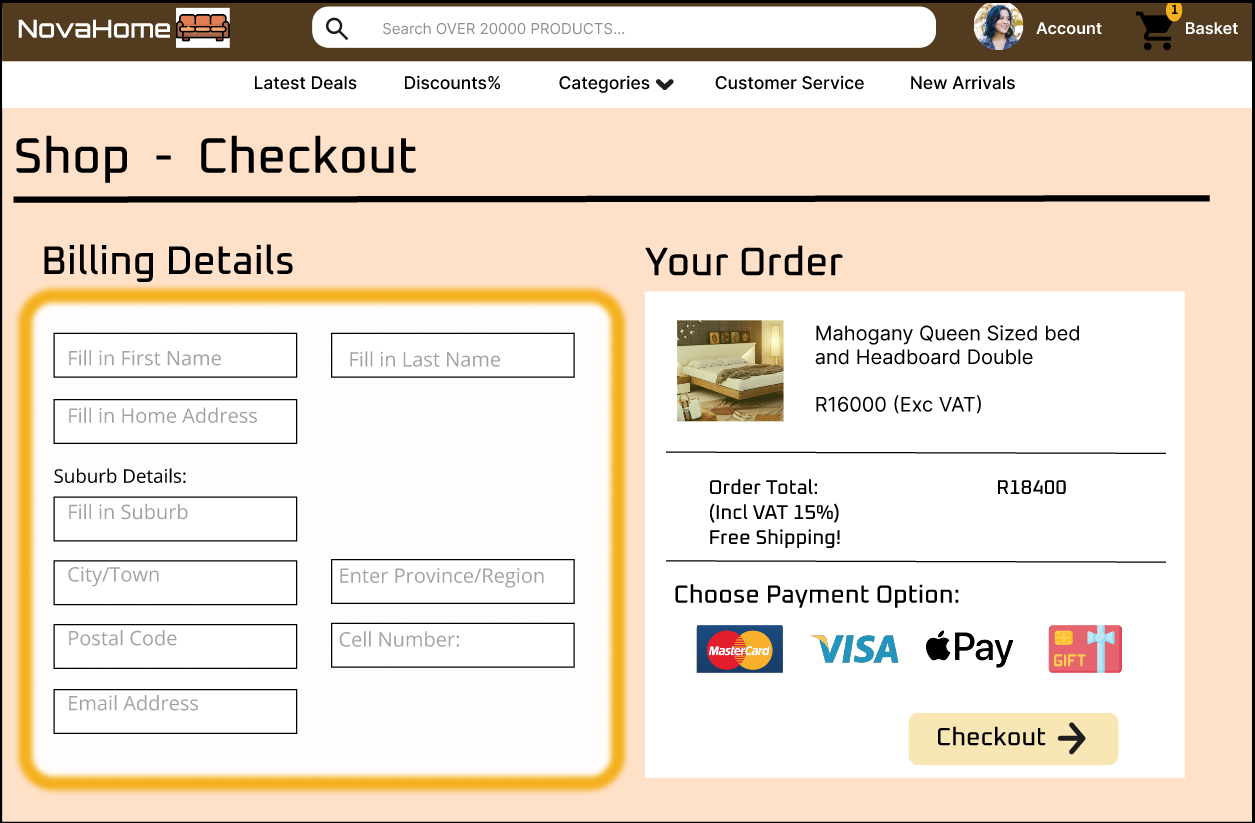 NovaHome
Search OVER 20000 PRODUCTS...
Account
1
Basket
Latest Deals
Discounts%
Categories
Customer Service
New Arrivals
Shop - Checkout
Billing Details
Fill in First Name
Fill in Last Name
Fill in Home Address
Suburb Details:
Fill in Suburb
City/Town
Enter Province/Region
Postal Code
Cell Number:
Email Address
Your Order
Mahogany Queen Sized bed
and Headboard Double
R16000 (Exc VAT)
Order Total:
R18400
(Incl VAT 15%)
Free Shipping!
Choose Payment Option:
MasterCard
VISA
Pay
GIFT
Checkout